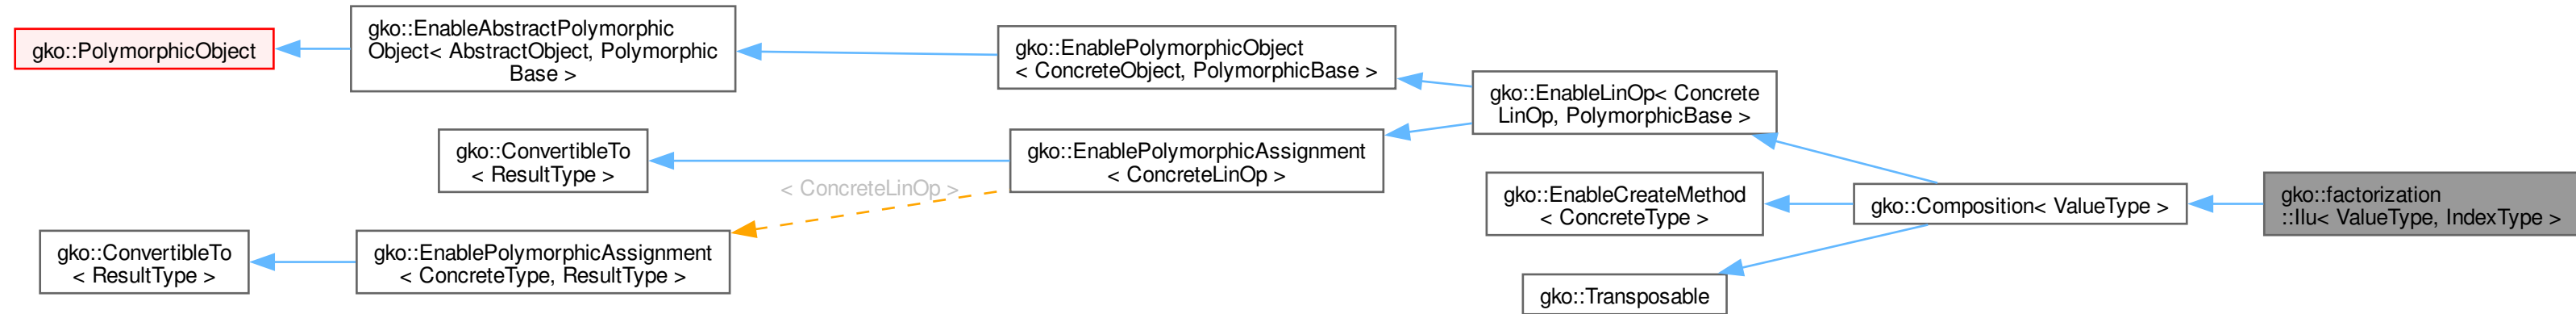 gko::PolymorphicObject
gko::EnableAbstractPolymorphic
Object< AbstractObject, Polymorphic
Base >
gko::EnablePolymorphicObject
< ConcreteObject, PolymorphicBase >
gko::EnableLinOp< Concrete
LinOp, PolymorphicBase >
gko::ConvertibleTo
< ResultType >
gko::EnablePolymorphicAssignment
< ConcreteLinOp >
< ConcreteLinOp >
gko::ConvertibleTo
< ResultType >
gko::EnablePolymorphicAssignment
< ConcreteType, ResultType >
gko::EnableCreateMethod
< ConcreteType >
gko::Transposable
gko::Composition< ValueType >
gko::factorization
::Ilu< ValueType, IndexType >